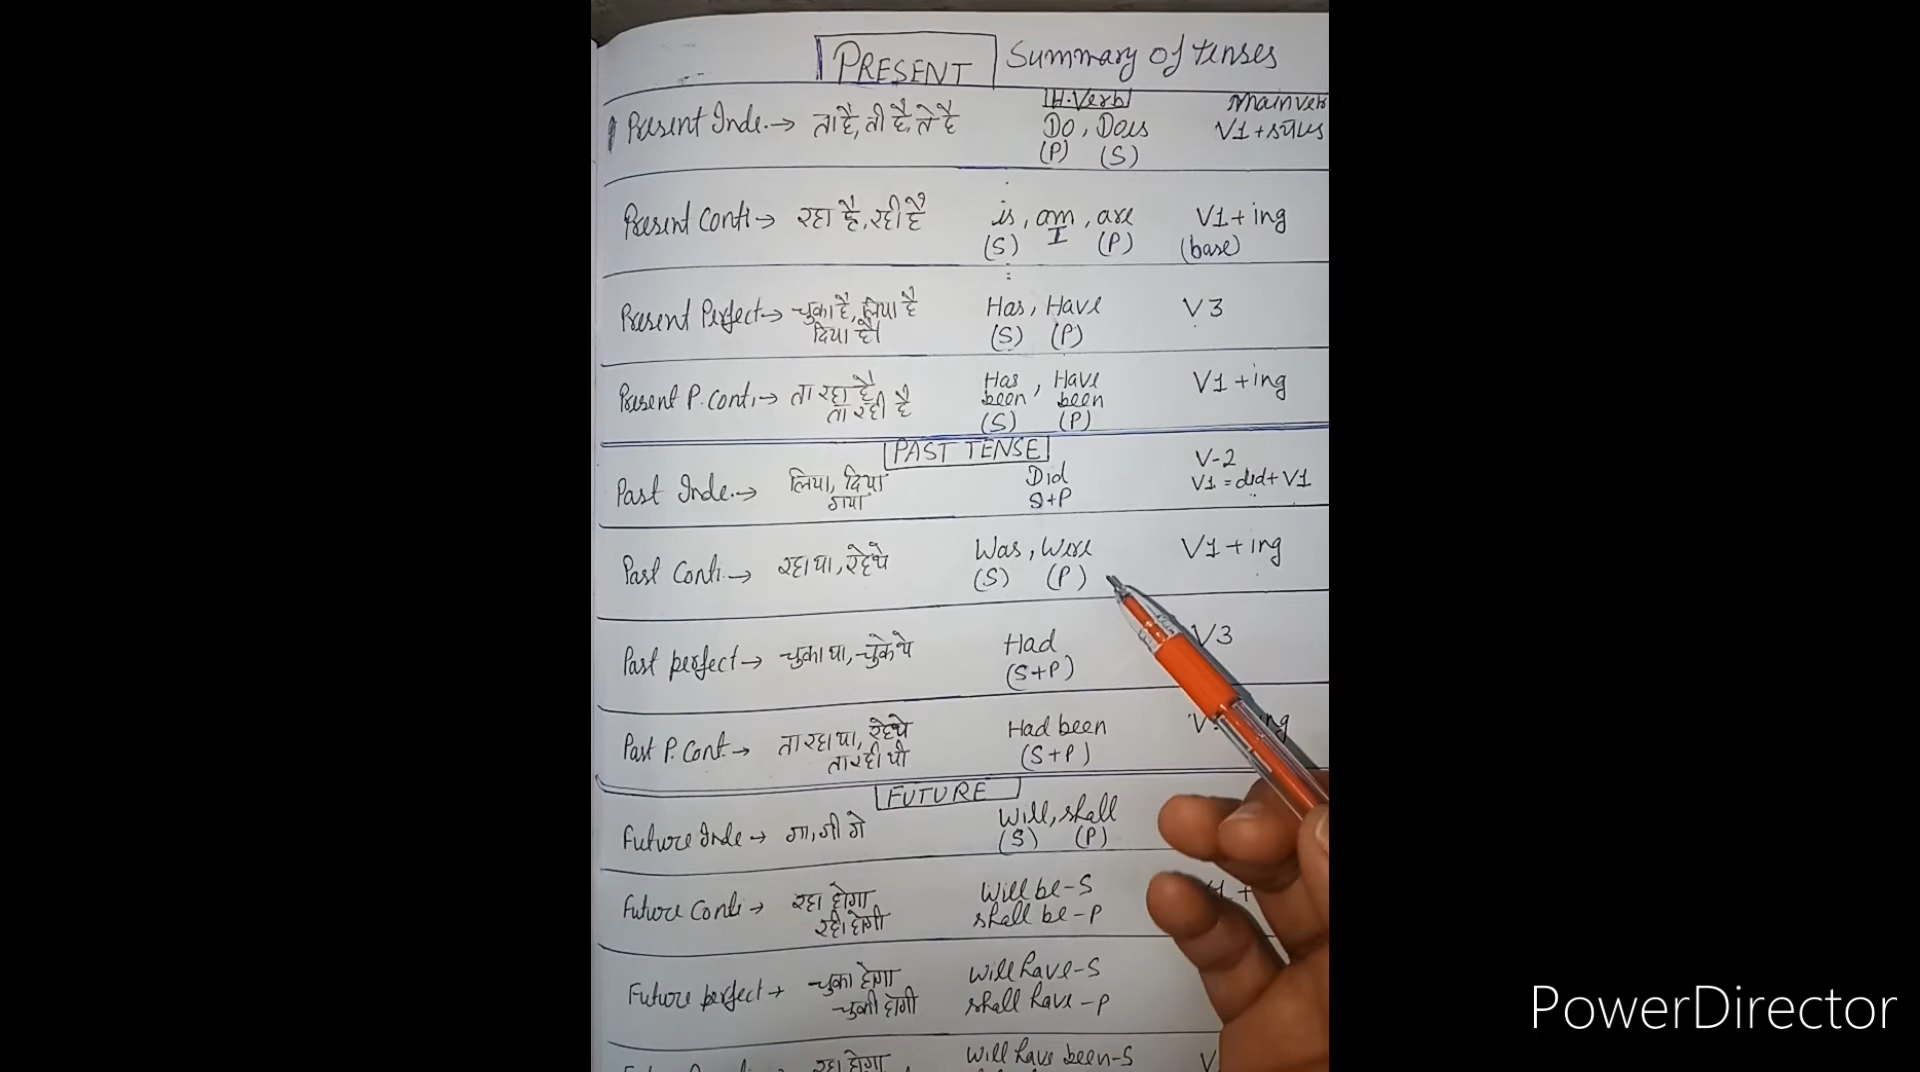 PRESENT Summary Of tenses
H.Verb
Present Inde. → ता है, ती है, ते है Do, Does V1 + s/es
(P) (S)
Present Conti → रहा है, रही है is, am, are V1 + ing
(S) I (P) (base)
Present Perfect → चुका है, लिया है Has, Have V3
दिया है। (S) (P)
Present P. Conti → ता रहा है Has been, Have been V1 + ing
ता रही है (S) (P)
PAST TENSE
Past Inde. → लिया, दिया Did V-2
गया S+P V1 = did + V1
Past Conti. → रहा था, रहे थे Was, Were V1 + ing
(S) (P)
Past perfect → चुका था, चुके थे Had V3
(S+P)
Past P. Cont. → ता रहा था, रहे थे Had been
ता रही थी (S+P)
FUTURE
Future Inde → गा, गी गे Will, shall
(S) (P)
Future Conti → रहा होगा Will be - S
रही होगी shall be - P
Future perfect → चुका होगा Will have - S
चुकी होगी shall have - P
रहा होगा Will have been - S
PowerDirector